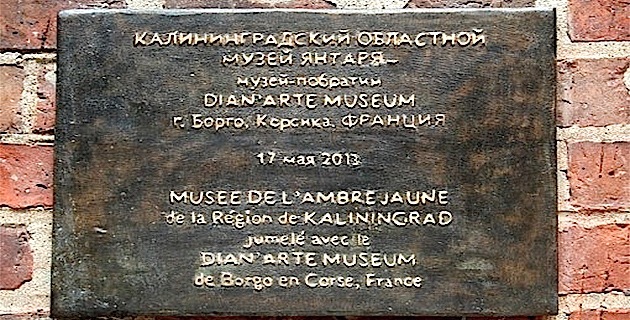 КАЛИНИНГРАДСКИЙ ОБЛАСТНОЙ
МУЗЕЙ ЯНТАРЯ—
музей-побратим
DIAN'ARTE MUSEUM
г. Борго, Корсика, ФРАНЦИЯ
17 мая 2013
MUSEE DE L'AMBRE JAUNE
de la Région de KALININGRAD
jumelé avec le
DIAN'ARTE MUSEUM
de Borgo en Corse, France